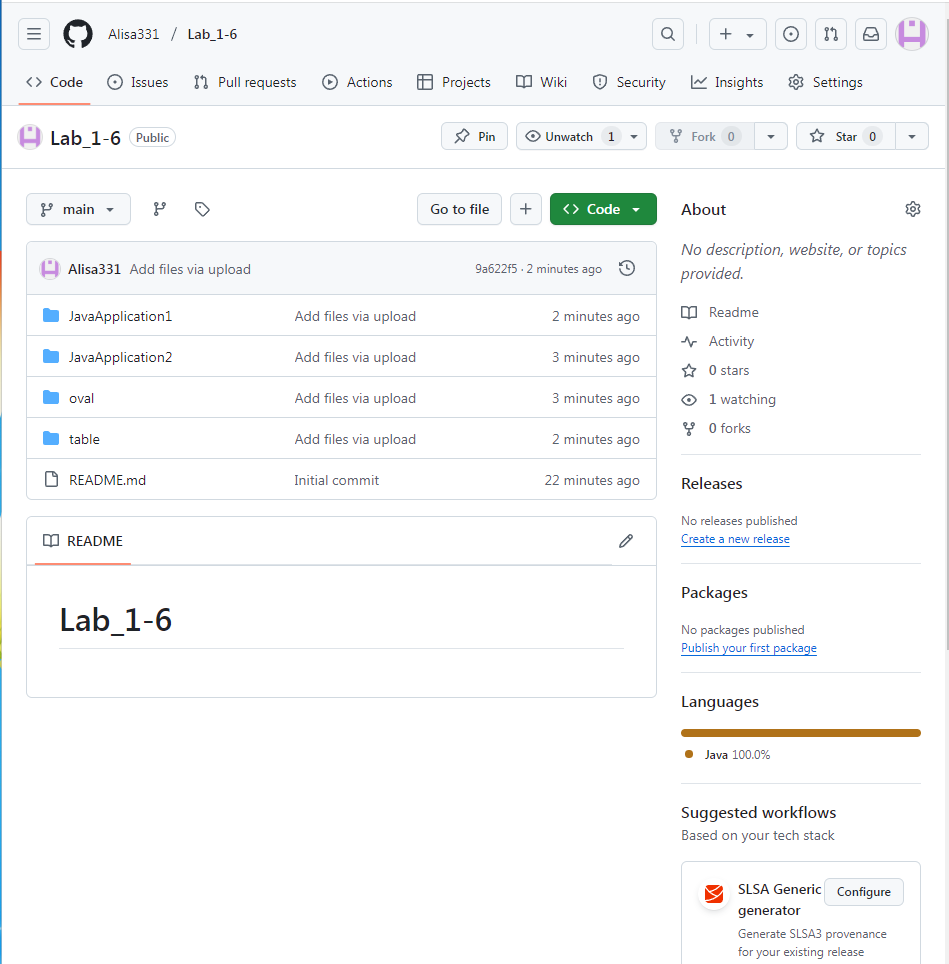 Alisa331 / Lab_1-6
Code Issues Pull requests Actions Projects Wiki Security Insights Settings
Lab_1-6 Public Pin Unwatch 1 Fork 0 Star 0
main Go to file Code
Alisa331 Add files via upload 9a622f5 · 2 minutes ago
JavaApplication1 Add files via upload 2 minutes ago
JavaApplication2 Add files via upload 3 minutes ago
oval Add files via upload 3 minutes ago
table Add files via upload 2 minutes ago
README.md Initial commit 22 minutes ago
README
Lab_1-6
About
No description, website, or topics
provided.
Readme
Activity
0 stars
1 watching
0 forks
Releases
No releases published
Create a new release
Packages
No packages published
Publish your first package
Languages
Java 100.0%
Suggested workflows
Based on your tech stack
SLSA Generic
generator
Configure
Generate SLSA3 provenance
for your existing release